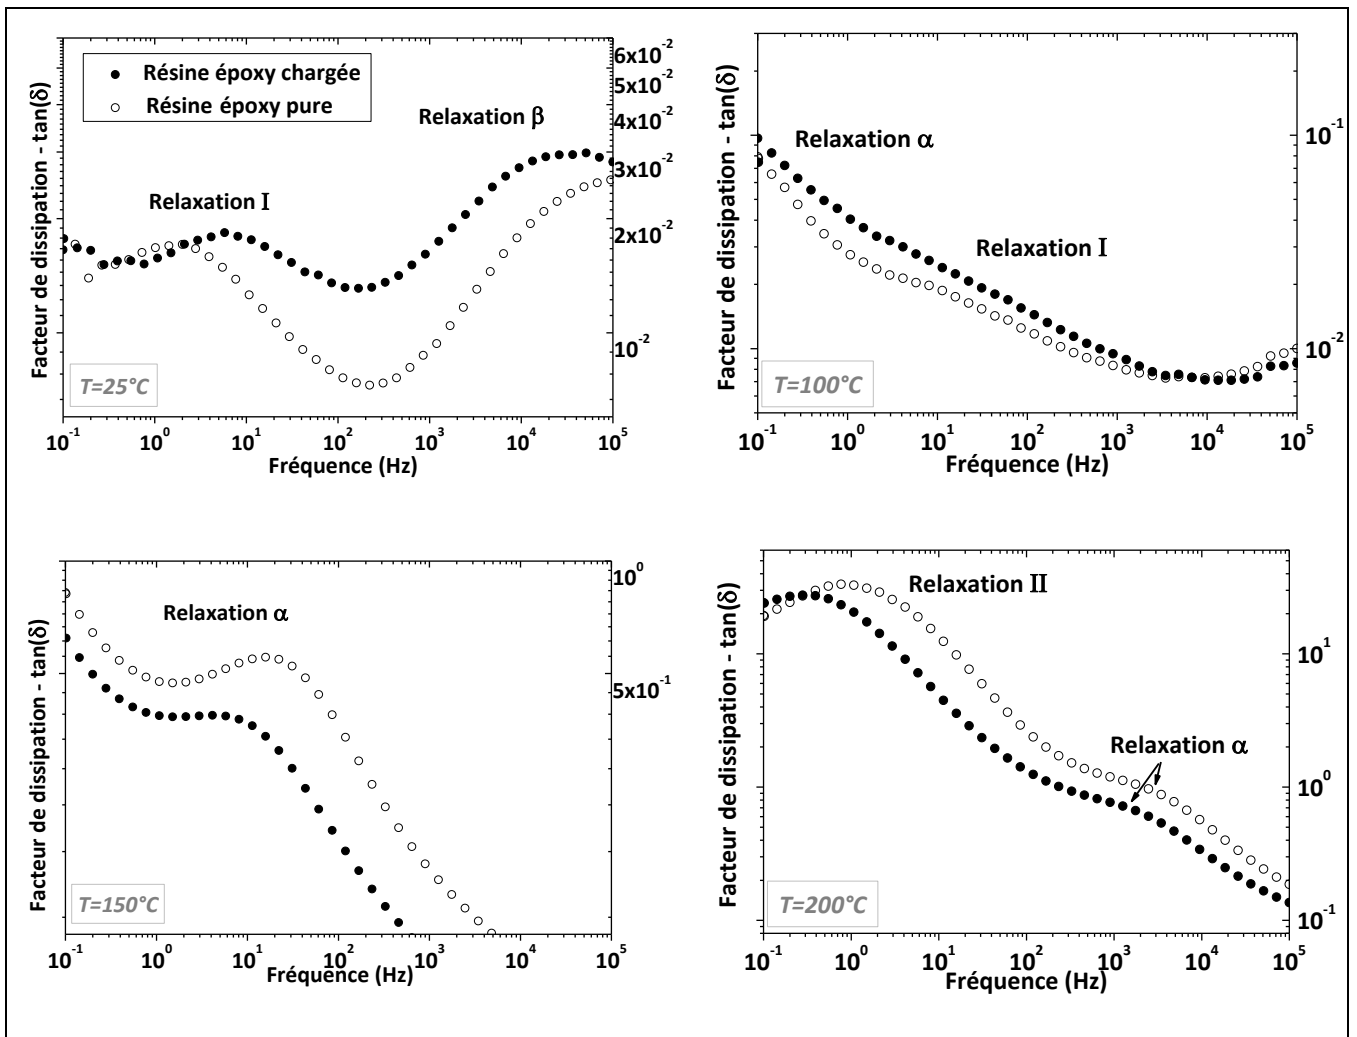 Résine époxy chargée
Résine époxy pure
Relaxation β
Relaxation I
Facteur de dissipation - tan(δ)
6x10⁻²
5x10⁻²
4x10⁻²
3x10⁻²
2x10⁻²
10⁻²
T=25°C
10⁻¹ 10⁰ 10¹ 10² 10³ 10⁴ 10⁵
Fréquence (Hz)
Relaxation α
Relaxation I
Facteur de dissipation - tan(δ)
10⁻¹
10⁻²
T=100°C
10⁻¹ 10⁰ 10¹ 10² 10³ 10⁴ 10⁵
Fréquence (Hz)
Relaxation α
Facteur de dissipation - tan(δ)
10⁰
5x10⁻¹
T=150°C
10⁻¹ 10⁰ 10¹ 10² 10³ 10⁴ 10⁵
Fréquence (Hz)
Relaxation II
Relaxation α
Facteur de dissipation - tan(δ)
10¹
10⁰
10⁻¹
T=200°C
10⁻¹ 10⁰ 10¹ 10² 10³ 10⁴ 10⁵
Fréquence (Hz)